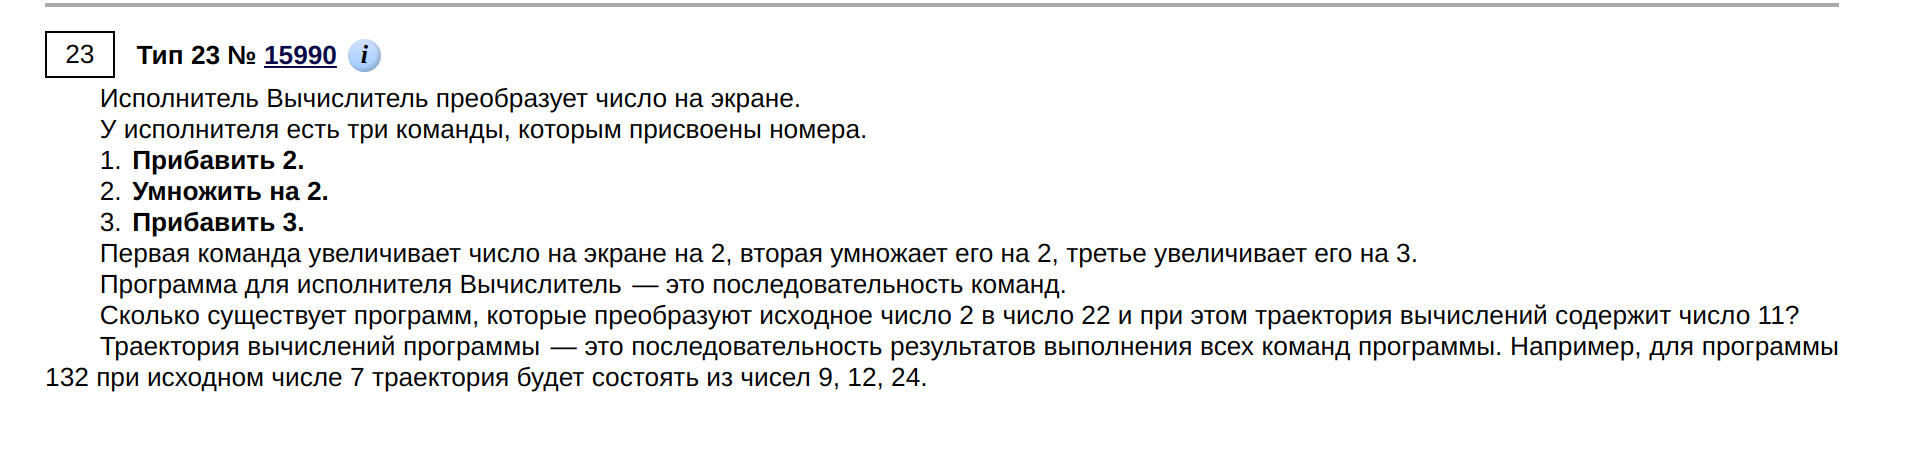 23 Тип 23 № 15990 i
Исполнитель Вычислитель преобразует число на экране.
У исполнителя есть три команды, которым присвоены номера.
1. Прибавить 2.
2. Умножить на 2.
3. Прибавить 3.
Первая команда увеличивает число на экране на 2, вторая умножает его на 2, третье увеличивает его на 3.
Программа для исполнителя Вычислитель — это последовательность команд.
Сколько существует программ, которые преобразуют исходное число 2 в число 22 и при этом траектория вычислений содержит число 11?
Траектория вычислений программы — это последовательность результатов выполнения всех команд программы. Например, для программы
132 при исходном числе 7 траектория будет состоять из чисел 9, 12, 24.